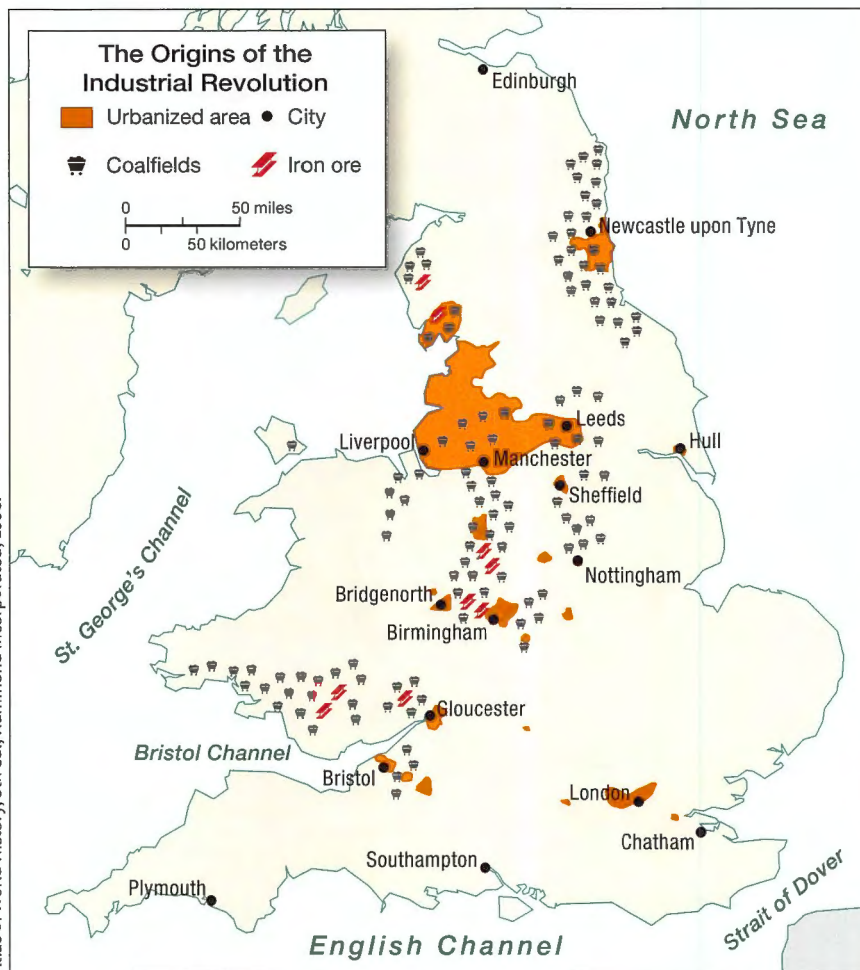 The Origins of the
Industrial Revolution
Urbanized area
City
Coalfields
Iron ore
0 50 miles
0 50 kilometers
Edinburgh
North Sea
Newcastle upon Tyne
Leeds
Hull
Liverpool
Manchester
Sheffield
Nottingham
St. George's Channel
Bridgenorth
Birmingham
Gloucester
Bristol Channel
Bristol
London
Chatham
Southampton
Plymouth
Strait of Dover
English Channel